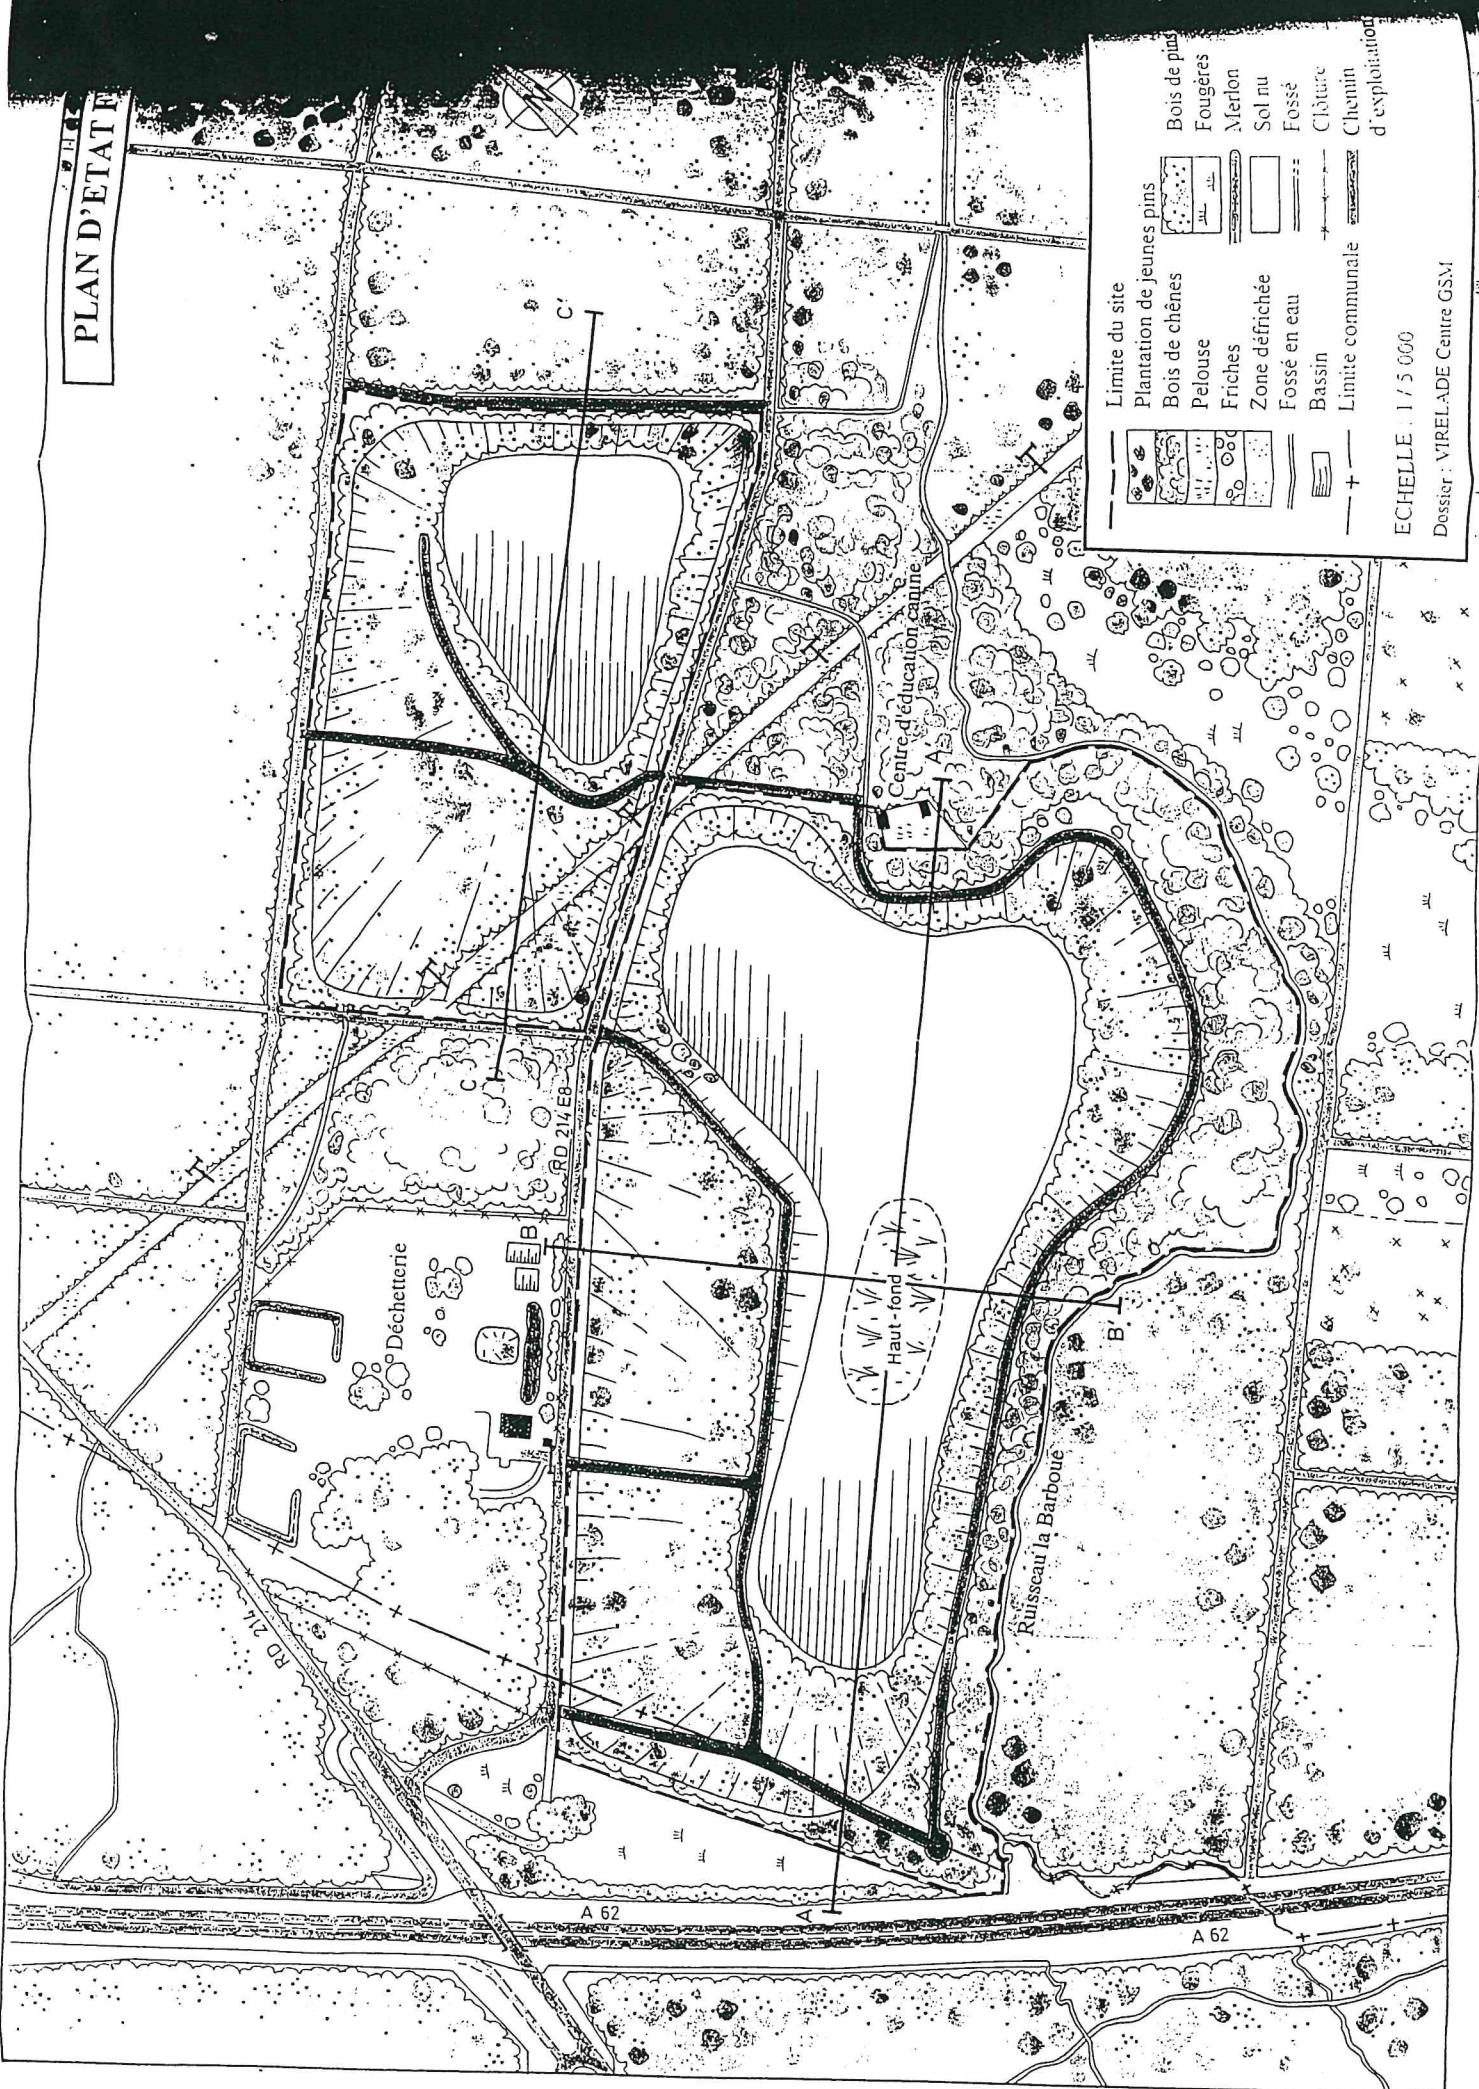 PLAN D'ETAT
N
C'
C
RD 214 E8
B
Déchetterie
RD 214
Centre d'éducation canine
A'
Haut-fond
B'
Ruisseau la Barboue
A
A 62
A 62
Limite du site
Plantation de jeunes pins
Bois de chênes
Pelouse
Friches
Zone défrichée
Fossé en eau
Bassin
Limite communale
Bois de pins
Fougères
Merlon
Sol nu
Fossé
Clôture
Chemin
d'exploitation
ECHELLE : 1 / 5 000
Dossier : VIRELADE Centre GSM